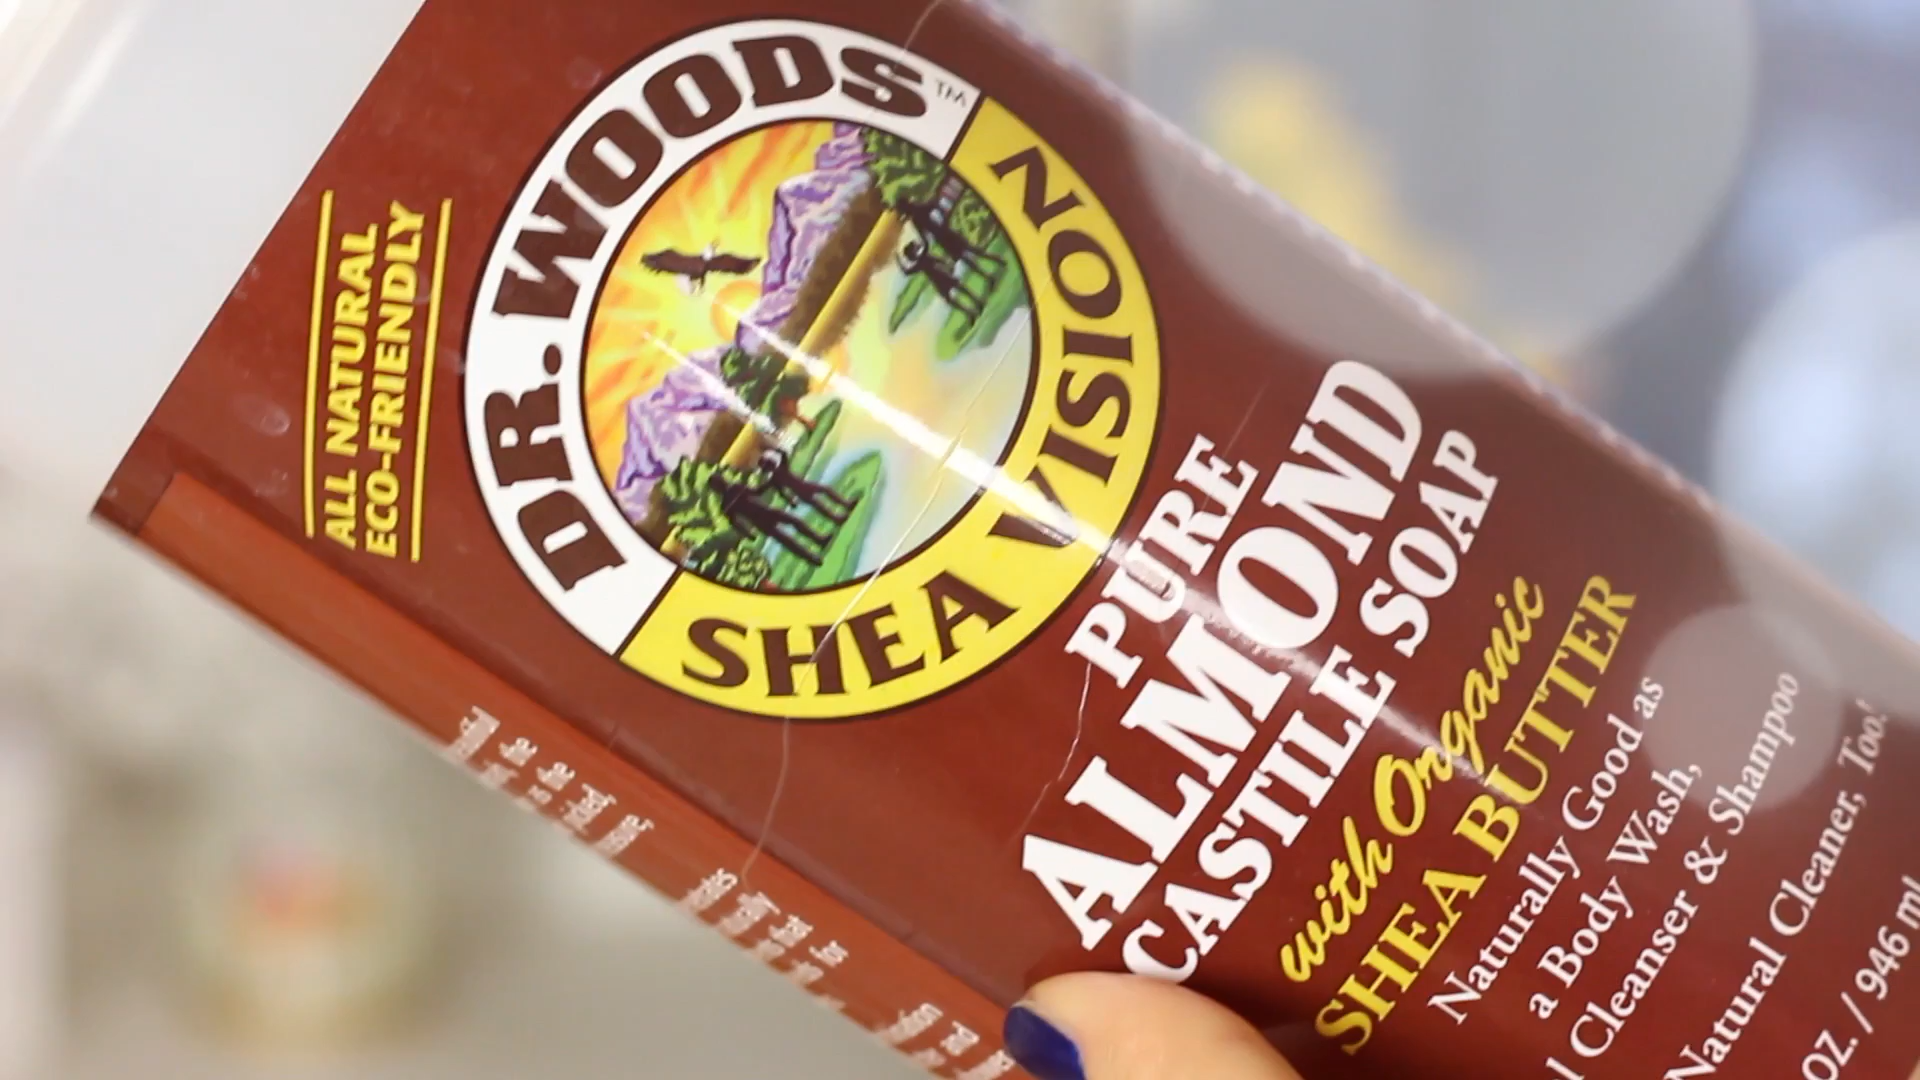 ALL NATURAL
ECO-FRIENDLY
DR. WOODS™
SHEA VISION
PURE
ALMOND
CASTILE SOAP
with Organic
SHEA BUTTER
Naturally Good as
a Body Wash,
Cleanser & Shampoo
Natural Cleaner, Too!
OZ. / 946 ml